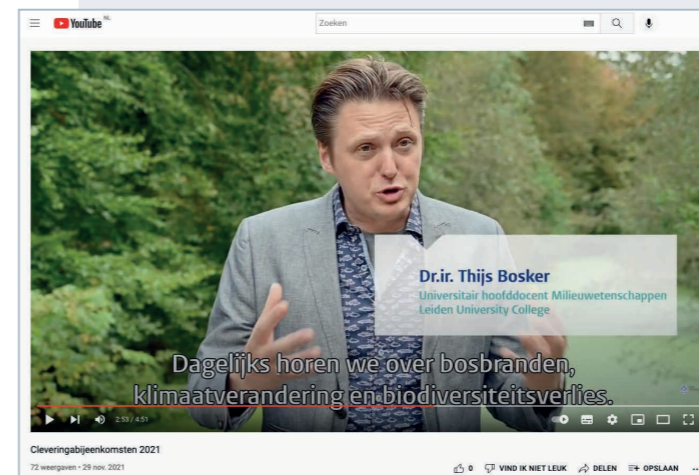 YouTube NL
Zoeken
Dr.ir. Thijs Bosker
Universitair hoofddocent Milieuwetenschappen
Leiden University College
Dagelijks horen we over bosbranden,
klimaatverandering en biodiversiteitsverlies.
2:53 / 4:51
Cleveringabijeenkomsten 2021
72 weergaven • 29 nov. 2021
0 VIND IK NIET LEUK DELEN OPSLAAN ...